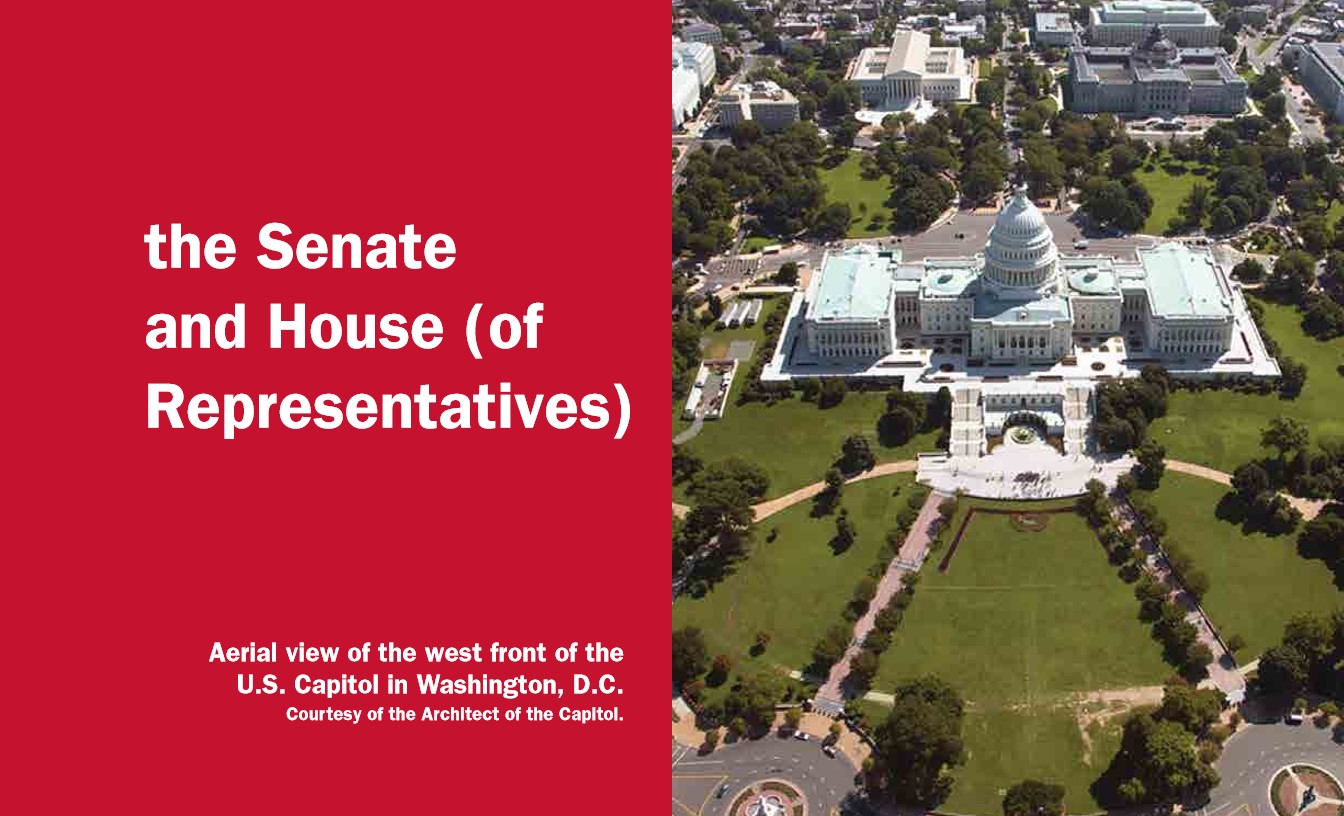 the Senate
and House (of
Representatives)
Aerial view of the west front of the
U.S. Capitol in Washington, D.C.
Courtesy of the Architect of the Capitol.